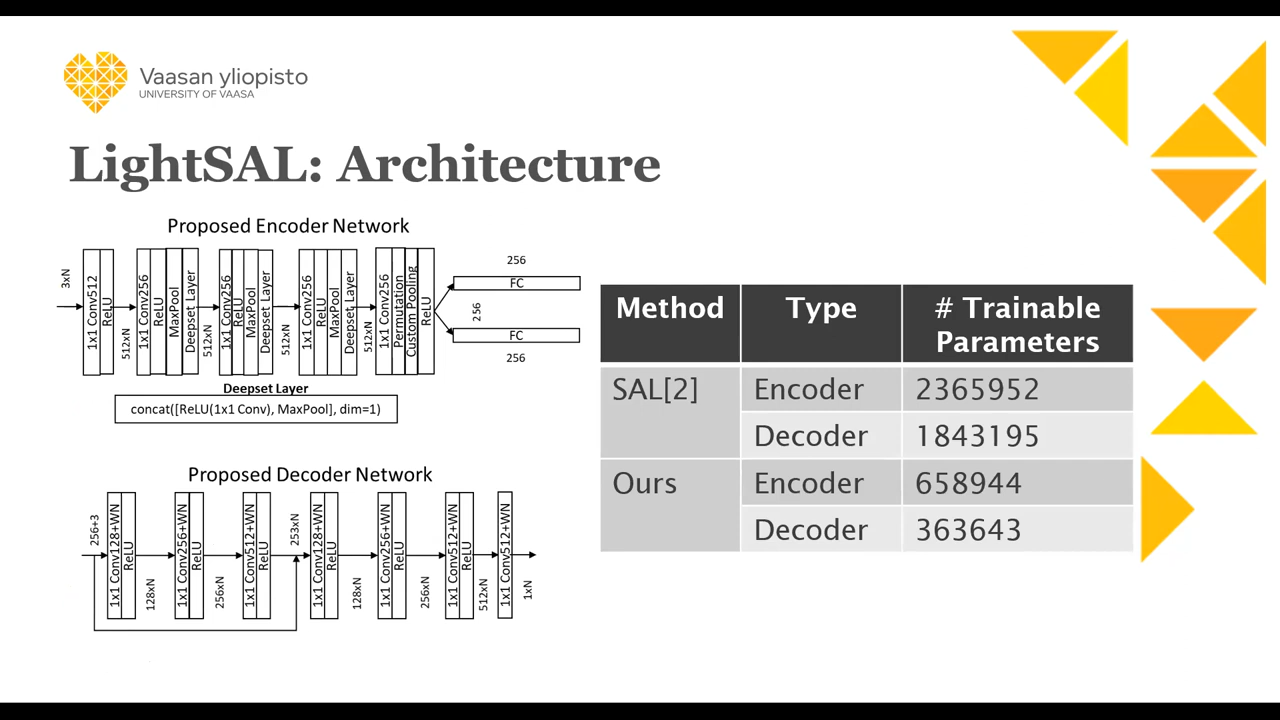 Vaasan yliopisto
UNIVERSITY OF VAASA
LightSAL: Architecture
Proposed Encoder Network
3xN
1x1 Conv512
ReLU
512xN
1x1 Conv256
ReLU
MaxPool
Deepset Layer
512xN
1x1 Conv256
ReLU
MaxPool
Deepset Layer
512xN
1x1 Conv256
ReLU
MaxPool
Deepset Layer
512xN
1x1 Conv256
Permutation
Custom Pooling
ReLU
256
FC
256
FC
256
Deepset Layer
concat([ReLU(1x1 Conv), MaxPool], dim=1)
Proposed Decoder Network
256+3
1x1 Conv128+WN
ReLU
128xN
1x1 Conv256+WN
ReLU
256xN
1x1 Conv512+WN
ReLU
253xN
1x1 Conv128+WN
ReLU
128xN
1x1 Conv256+WN
ReLU
256xN
1x1 Conv512+WN
ReLU
512xN
1x1 Conv512+WN
1xN
Method Type # Trainable
Parameters
SAL[2] Encoder 2365952
Decoder 1843195
Ours Encoder 658944
Decoder 363643